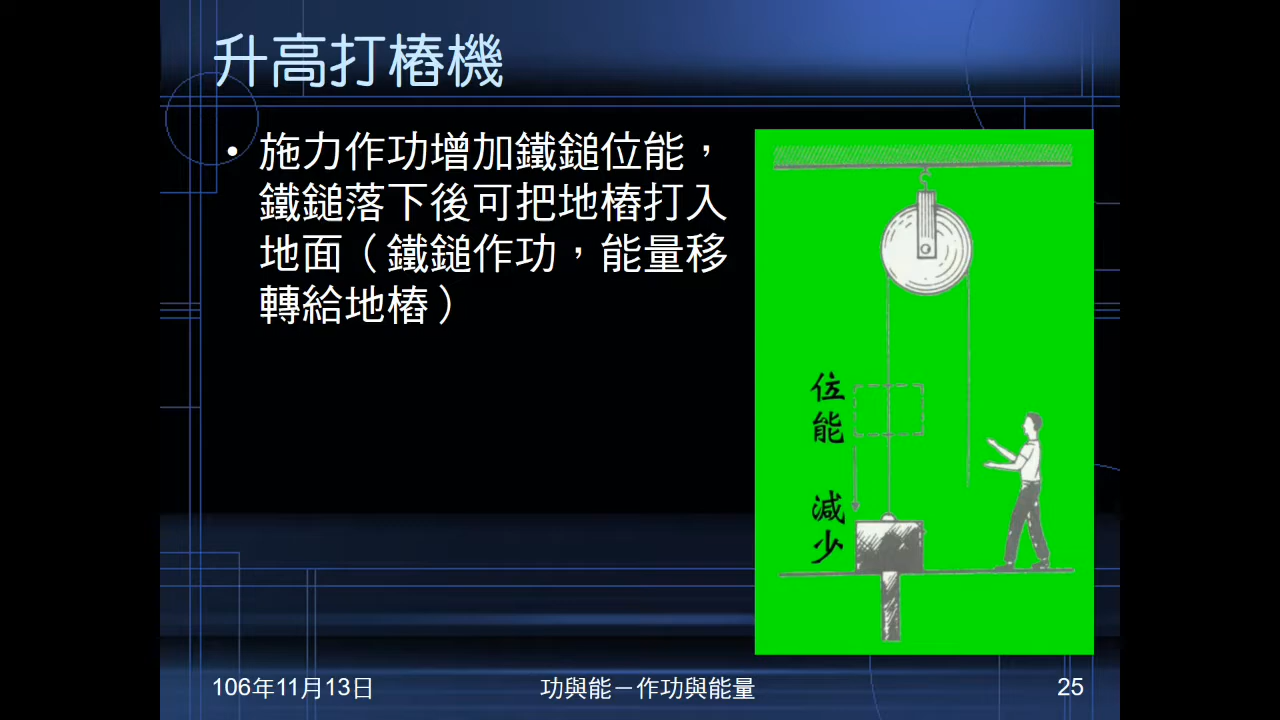 升高打樁機
• 施力作功增加鐵鎚位能，
鐵鎚落下後可把地樁打入
地面（鐵鎚作功，能量移
轉給地樁）
位能
減少
106年11月13日
功與能－作功與能量
25